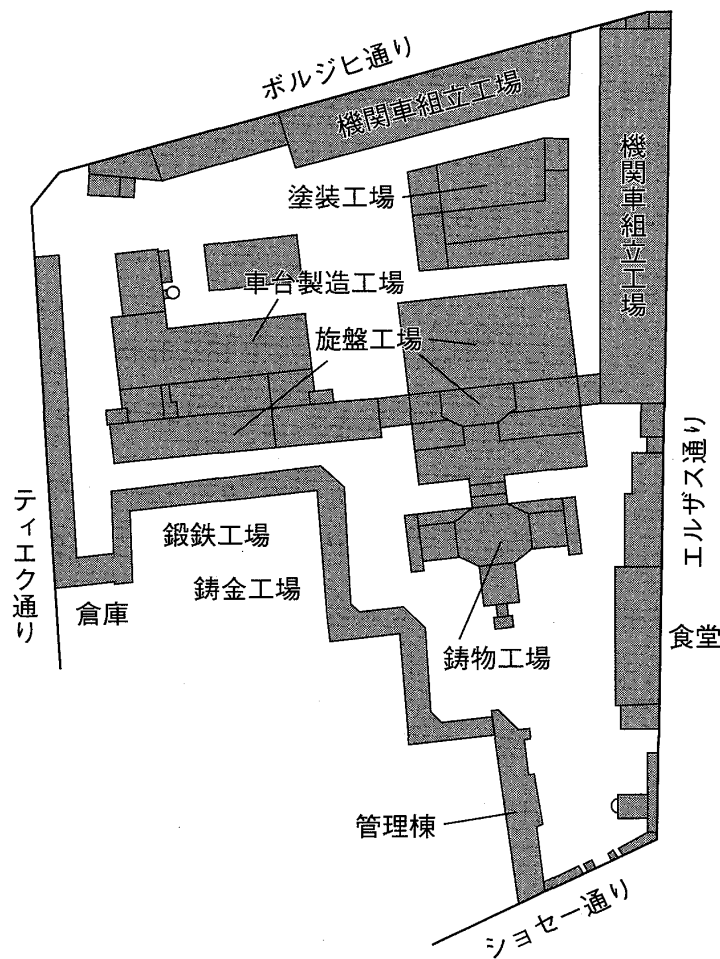 ボルジヒ通り
機関車組立工場
機関車組立工場
塗装工場
車台製造工場
旋盤工場
エルザス通り
ティエク通り
鍛鉄工場
鋳金工場
倉庫
食堂
鋳物工場
管理棟
ショセー通り